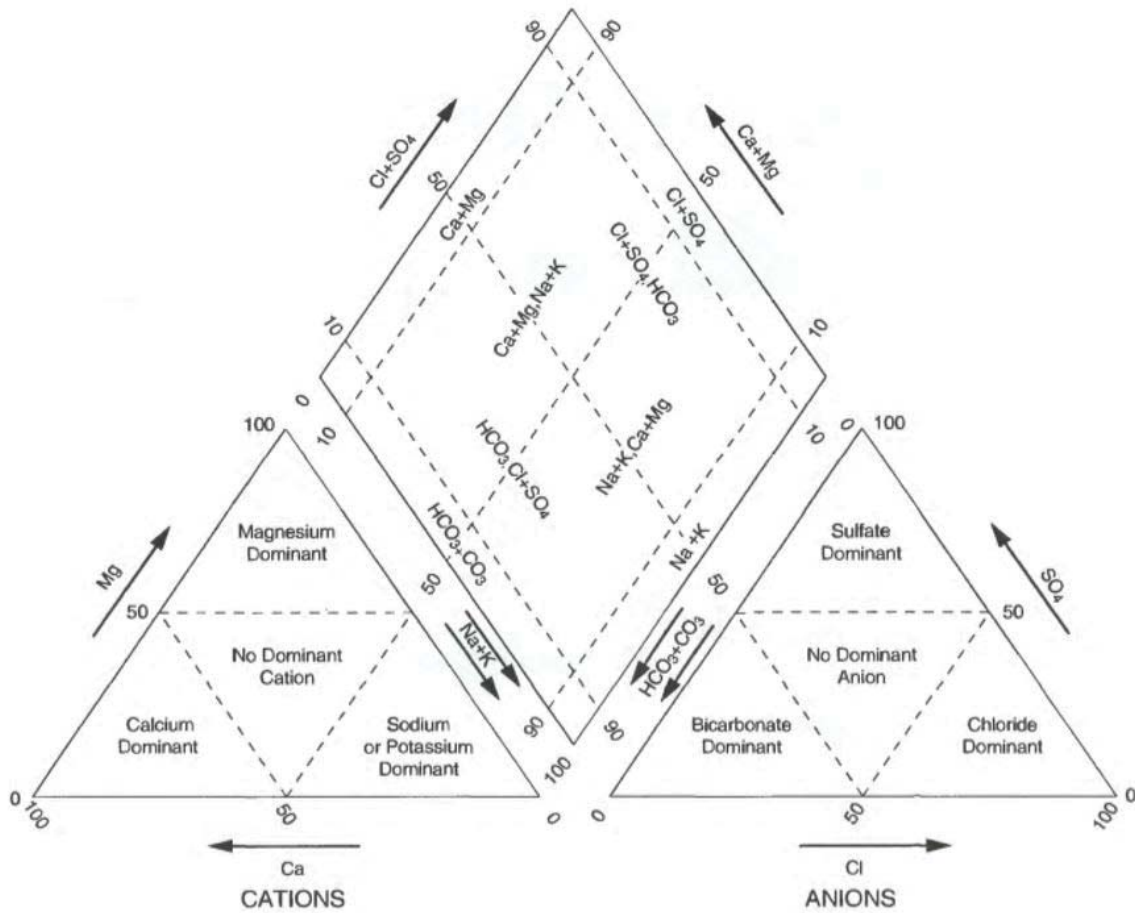 90
90
Cl+SO₄
Ca+Mg
50
50
Ca+Mg
Cl+SO₄
Ca+Mg,Na+K
Cl+SO₄,HCO₃
10
10
0
10
HCO₃,Cl+SO₄
Na+K,Ca+Mg
10
0
100
100
Magnesium
Dominant
Sulfate
Dominant
Mg
HCO₃+CO₃
Na+K
SO₄
50
50
Na+K
50
HCO₃+CO₃
50
No Dominant
Cation
No Dominant
Anion
Calcium
Dominant
Sodium
or Potassium
Dominant
90
100
90
Bicarbonate
Dominant
Chloride
Dominant
0
100
50
0
0
50
100
0
Ca
Cl
CATIONS
ANIONS